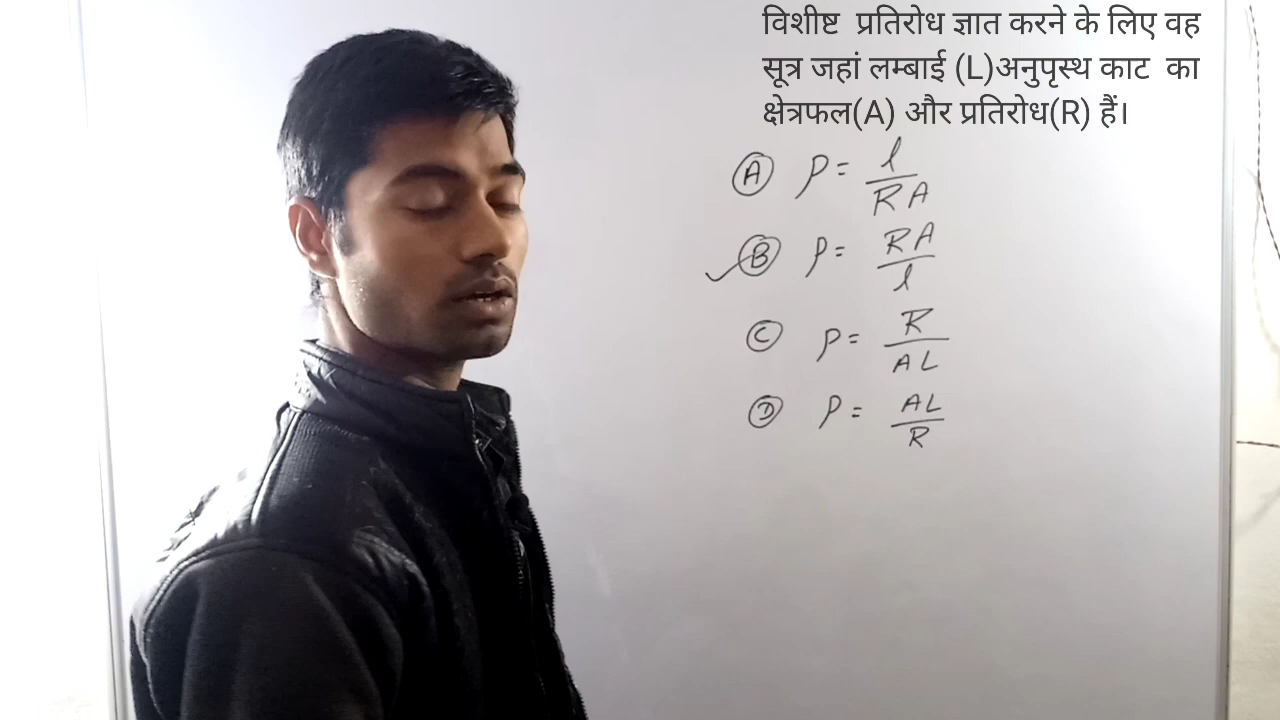 विशीष्ट प्रतिरोध ज्ञात करने के लिए वह
सूत्र जहां लम्बाई (L)अनुपृस्थ काट का
क्षेत्रफल(A) और प्रतिरोध(R) हैं।
Ⓐ ρ = l / RA
✓Ⓑ ρ = RA / l
Ⓒ ρ = R / AL
Ⓓ ρ = AL / R